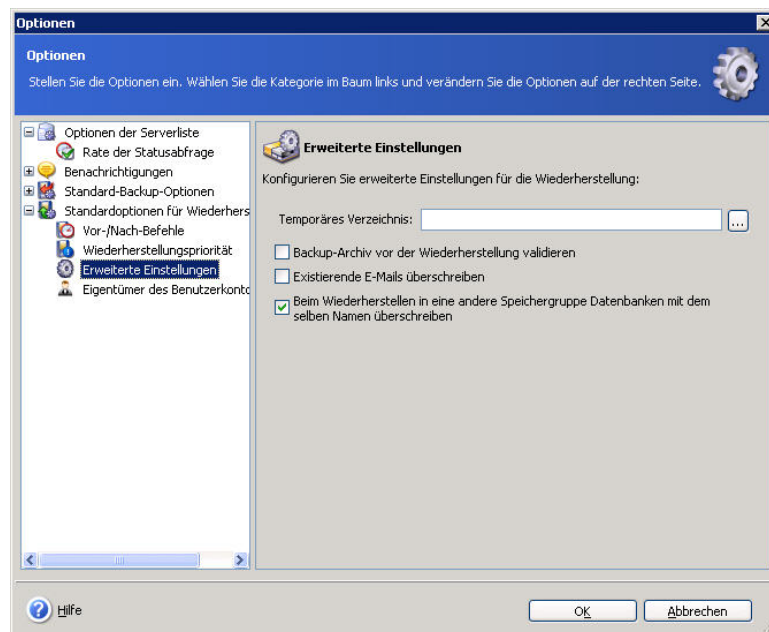 Optionen
Optionen
Stellen Sie die Optionen ein. Wählen Sie die Kategorie im Baum links und verändern Sie die Optionen auf der rechten Seite.
Optionen der Serverliste
Rate der Statusabfrage
Benachrichtigungen
Standard-Backup-Optionen
Standardoptionen für Wiederhers
Vor-/Nach-Befehle
Wiederherstellungspriorität
Erweiterte Einstellungen
Eigentümer des Benutzerkonto
Erweiterte Einstellungen
Konfigurieren Sie erweiterte Einstellungen für die Wiederherstellung:
Temporäres Verzeichnis:
...
Backup-Archiv vor der Wiederherstellung validieren
Existierende E-Mails überschreiben
Beim Wiederherstellen in eine andere Speichergruppe Datenbanken mit dem
selben Namen überschreiben
Hilfe
OK
Abbrechen